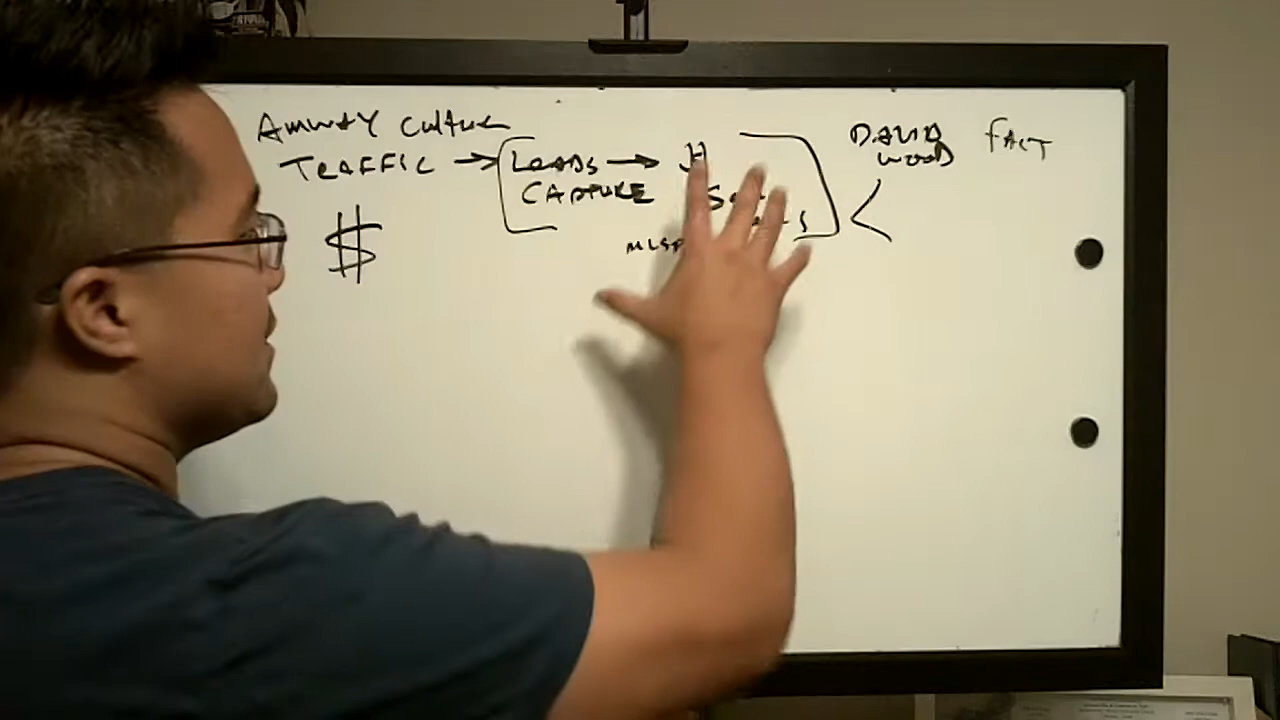 Amway Culture
TRAFFIC → LEADS →
CAPTURE
$
DAVID
WOOD
FACT